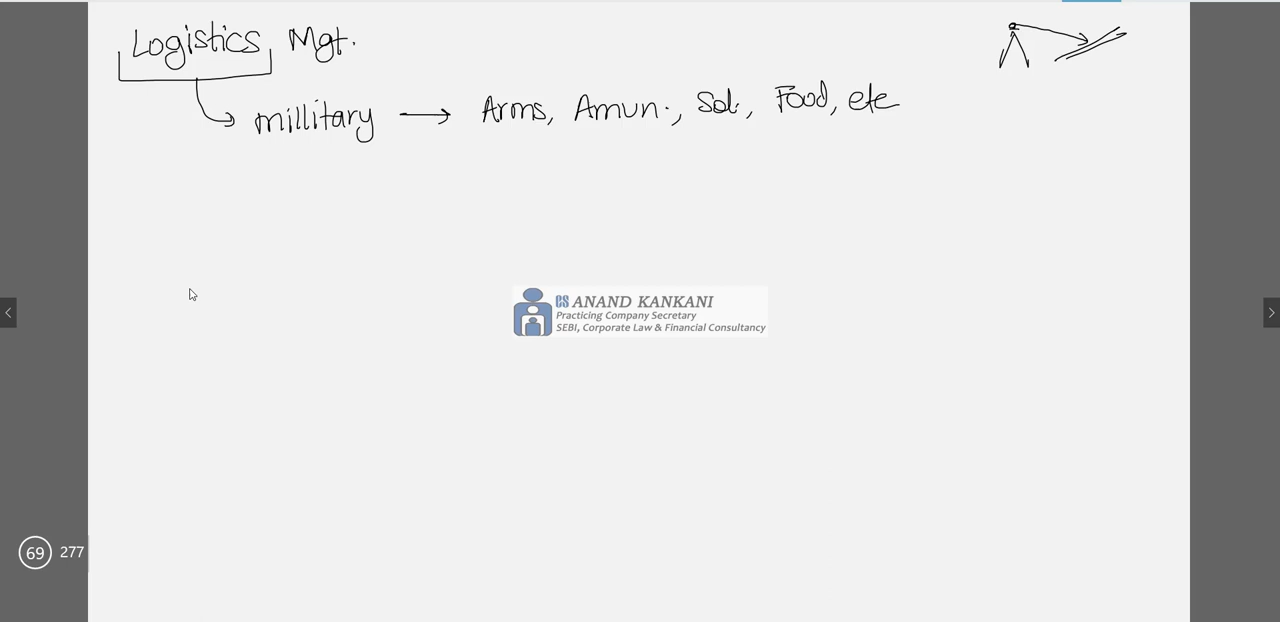 Logistics Mgt.
millitary → Arms, Amun., Sol., Food, etc
CS ANAND KANKANI
Practicing Company Secretary
SEBI, Corporate Law & Financial Consultancy
69 277